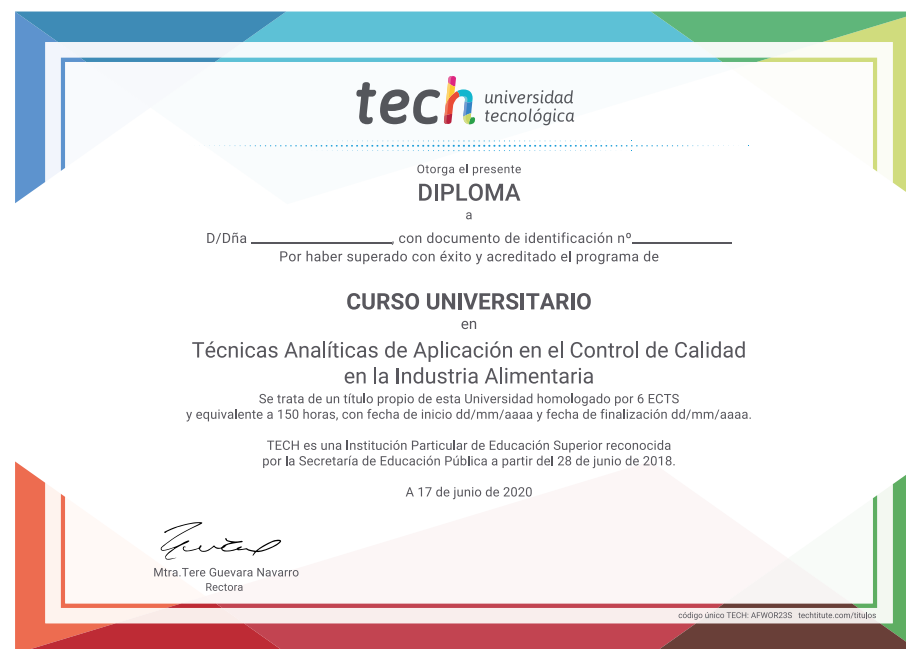 tech universidad
tecnológica
Otorga el presente
DIPLOMA
a
D/Dña ____________________, con documento de identificación nº______________
Por haber superado con éxito y acreditado el programa de
CURSO UNIVERSITARIO
en
Técnicas Analíticas de Aplicación en el Control de Calidad
en la Industria Alimentaria
Se trata de un título propio de esta Universidad homologado por 6 ECTS
y equivalente a 150 horas, con fecha de inicio dd/mm/aaaa y fecha de finalización dd/mm/aaaa.
TECH es una Institución Particular de Educación Superior reconocida
por la Secretaría de Educación Pública a partir del 28 de junio de 2018.
A 17 de junio de 2020
Mtra.Tere Guevara Navarro
Rectora
código único TECH: AFWOR23S techtitute.com/titulos